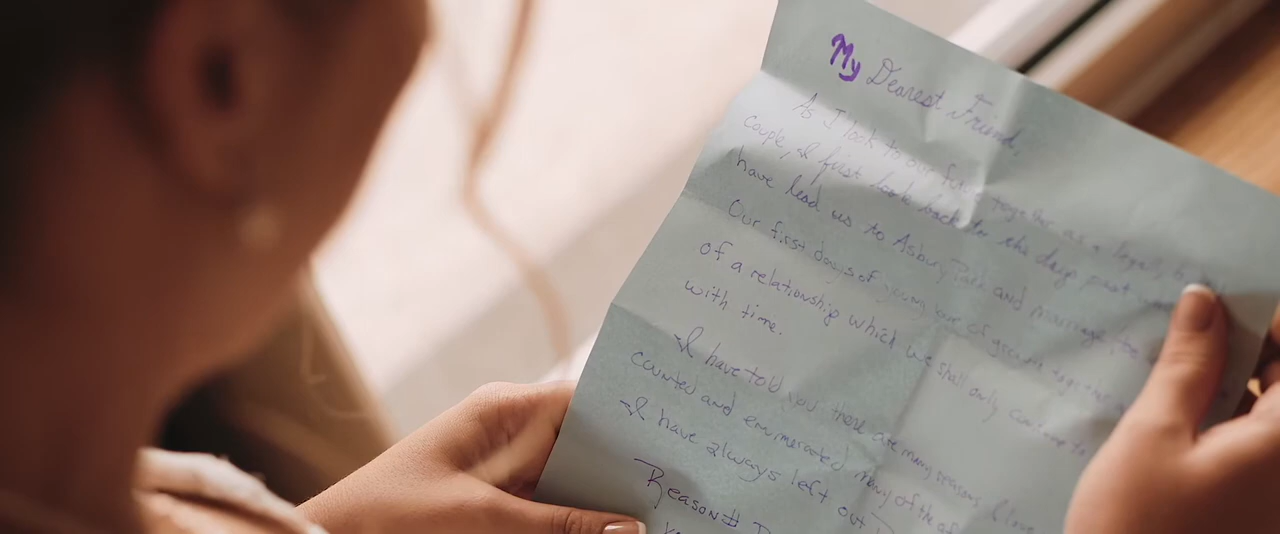 My Dearest Friend,
As I look to our future together as a
couple, I first look back to the days past
have lead us to Asbury Park and marriage
Our first days of young love of growing together
of a relationship which we shall only continue to
with time.
I have told you there are many reasons I love
counted and enumerated many of the
I have always left out
Reason #